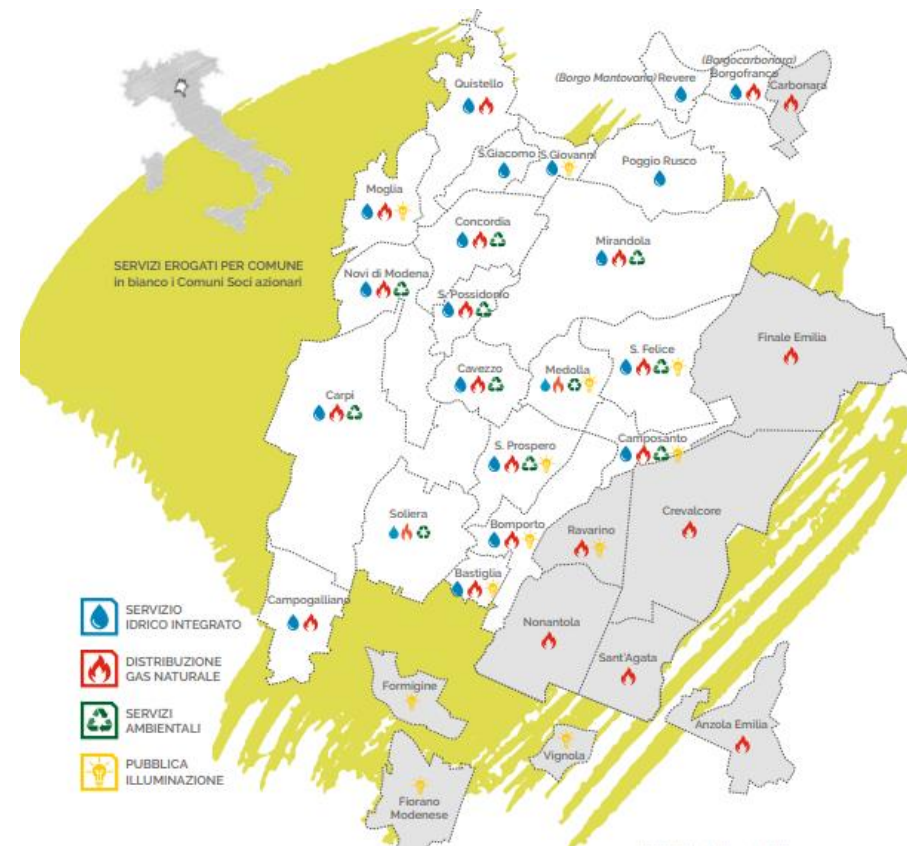 Quistello
(Borgo Mantovano) Revere
(Borgocarbonara)
Borgofranco
Carbonara
S.Giacomo
S.Giovanni
Poggio Rusco
Moglia
Concordia
Mirandola
SERVIZI EROGATI PER COMUNE
in bianco i Comuni Soci azionari
Novi di Modena
S. Possidonio
Finale Emilia
S. Felice
Cavezzo
Medolla
Carpi
S. Prospero
Camposanto
Crevalcore
Soliera
Bomporto
Ravarino
Bastiglia
Campogalliano
SERVIZIO
IDRICO INTEGRATO
Nonantola
DISTRIBUZIONE
GAS NATURALE
Sant'Agata
Formigine
SERVIZI
AMBIENTALI
Anzola Emilia
Vignola
PUBBLICA
ILLUMINAZIONE
Fiorano
Modenese